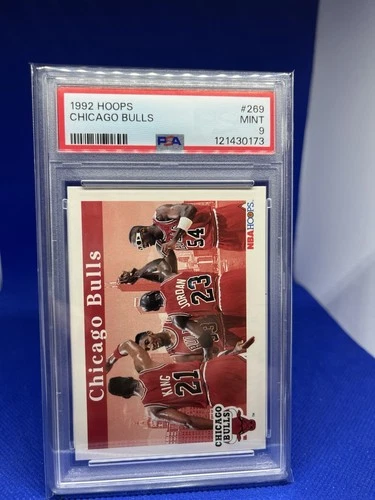 1992 HOOPS #269
CHICAGO BULLS MINT
9
PSA 121430173
Chicago Bulls
54
NBA HOOPS
JORDAN
23
33
KING
21
CHICAGO
BULLS